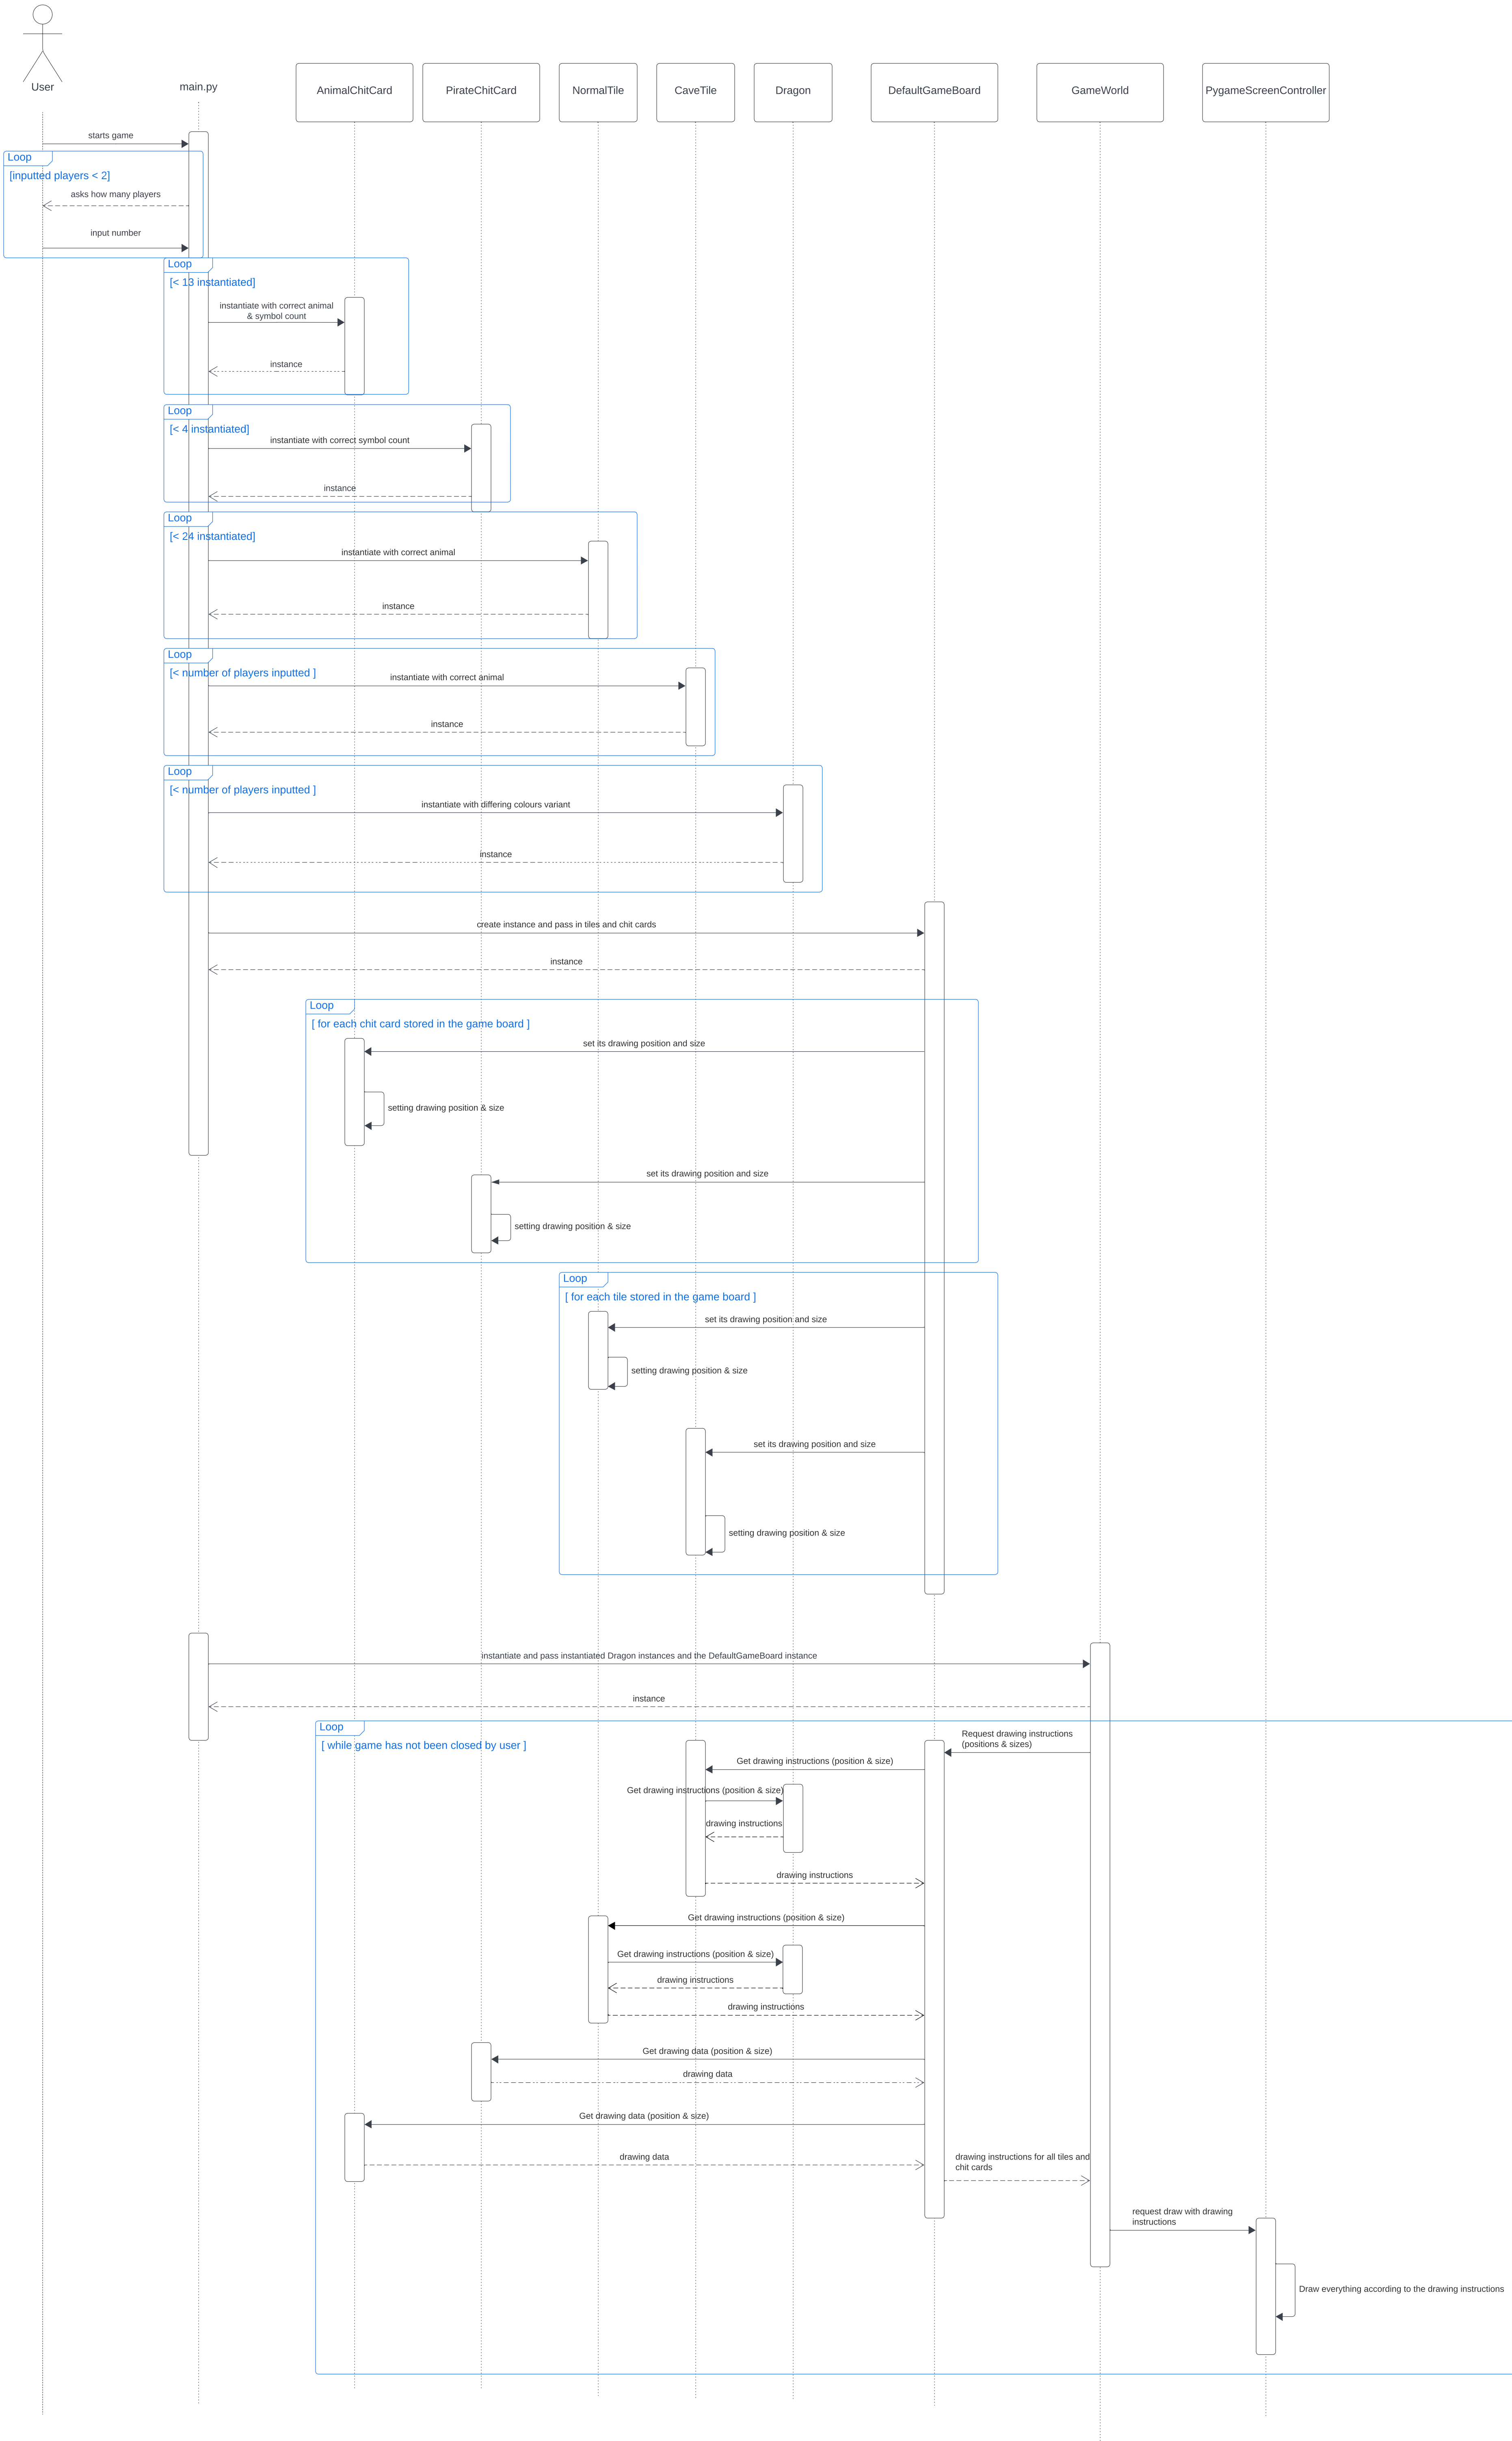 User
main.py
AnimalChitCard
PirateChitCard
NormalTile
CaveTile
Dragon
DefaultGameBoard
GameWorld
PygameScreenController
starts game
Loop
[inputted players < 2]
asks how many players
input number
Loop
[< 13 instantiated]
instantiate with correct animal
& symbol count
instance
Loop
[< 4 instantiated]
instantiate with correct symbol count
instance
Loop
[< 24 instantiated]
instantiate with correct animal
instance
Loop
[< number of players inputted ]
instantiate with correct animal
instance
Loop
[< number of players inputted ]
instantiate with differing colours variant
instance
create instance and pass in tiles and chit cards
instance
Loop
[ for each chit card stored in the game board ]
set its drawing position and size
setting drawing position & size
set its drawing position and size
setting drawing position & size
Loop
[ for each tile stored in the game board ]
set its drawing position and size
setting drawing position & size
set its drawing position and size
setting drawing position & size
instantiate and pass instantiated Dragon instances and the DefaultGameBoard instance
instance
Loop
[ while game has not been closed by user ]
Request drawing instructions
(positions & sizes)
Get drawing instructions (position & size)
Get drawing instructions (position & size)
drawing instructions
drawing instructions
Get drawing instructions (position & size)
Get drawing instructions (position & size)
drawing instructions
drawing instructions
Get drawing data (position & size)
drawing data
Get drawing data (position & size)
drawing data
drawing instructions for all tiles and
chit cards
request draw with drawing
instructions
Draw everything according to the drawing instructions